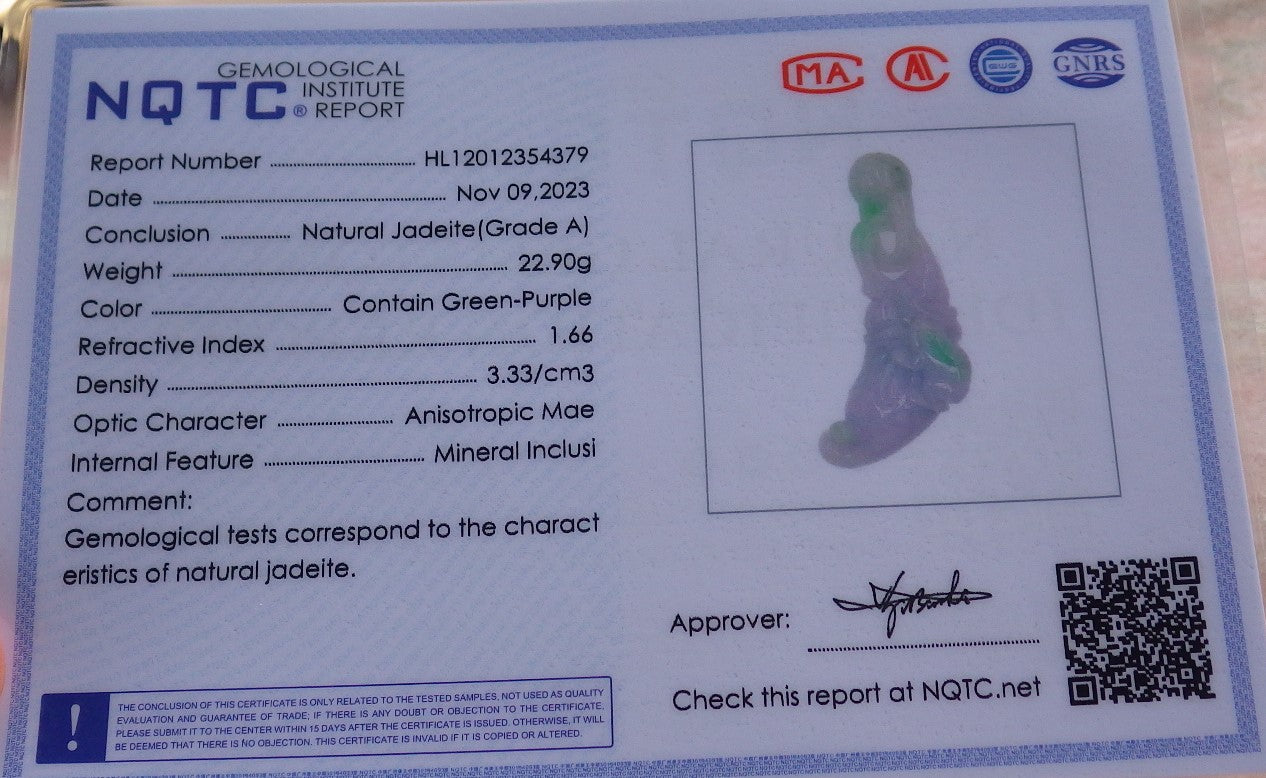 NQTC® GEMOLOGICAL INSTITUTE REPORT
MA
GNRS
Report Number HL12012354379
Date Nov 09,2023
Conclusion Natural Jadeite(Grade A)
Weight 22.90g
Color Contain Green-Purple
Refractive Index 1.66
Density 3.33/cm3
Optic Character Anisotropic Mae
Internal Feature Mineral Inclusi
Comment:
Gemological tests correspond to the charact
eristics of natural jadeite.
Approver:
Check this report at NQTC.net
! THE CONCLUSION OF THIS CERTIFICATE IS ONLY RELATED TO THE TESTED SAMPLES, NOT USED AS QUALITY
EVALUATION AND GUARANTEE OF TRADE; IF THERE IS ANY DOUBT OR OBJECTION TO THE CERTIFICATE,
PLEASE SUBMIT IT TO THE CENTER WITHIN 15 DAYS AFTER THE CERTIFICATE IS ISSUED. OTHERWISE, IT WILL
BE DEEMED THAT THERE IS NO OBJECTION. THIS CERTIFICATE IS INVALID IF IT IS COPIED OR ALTERED.